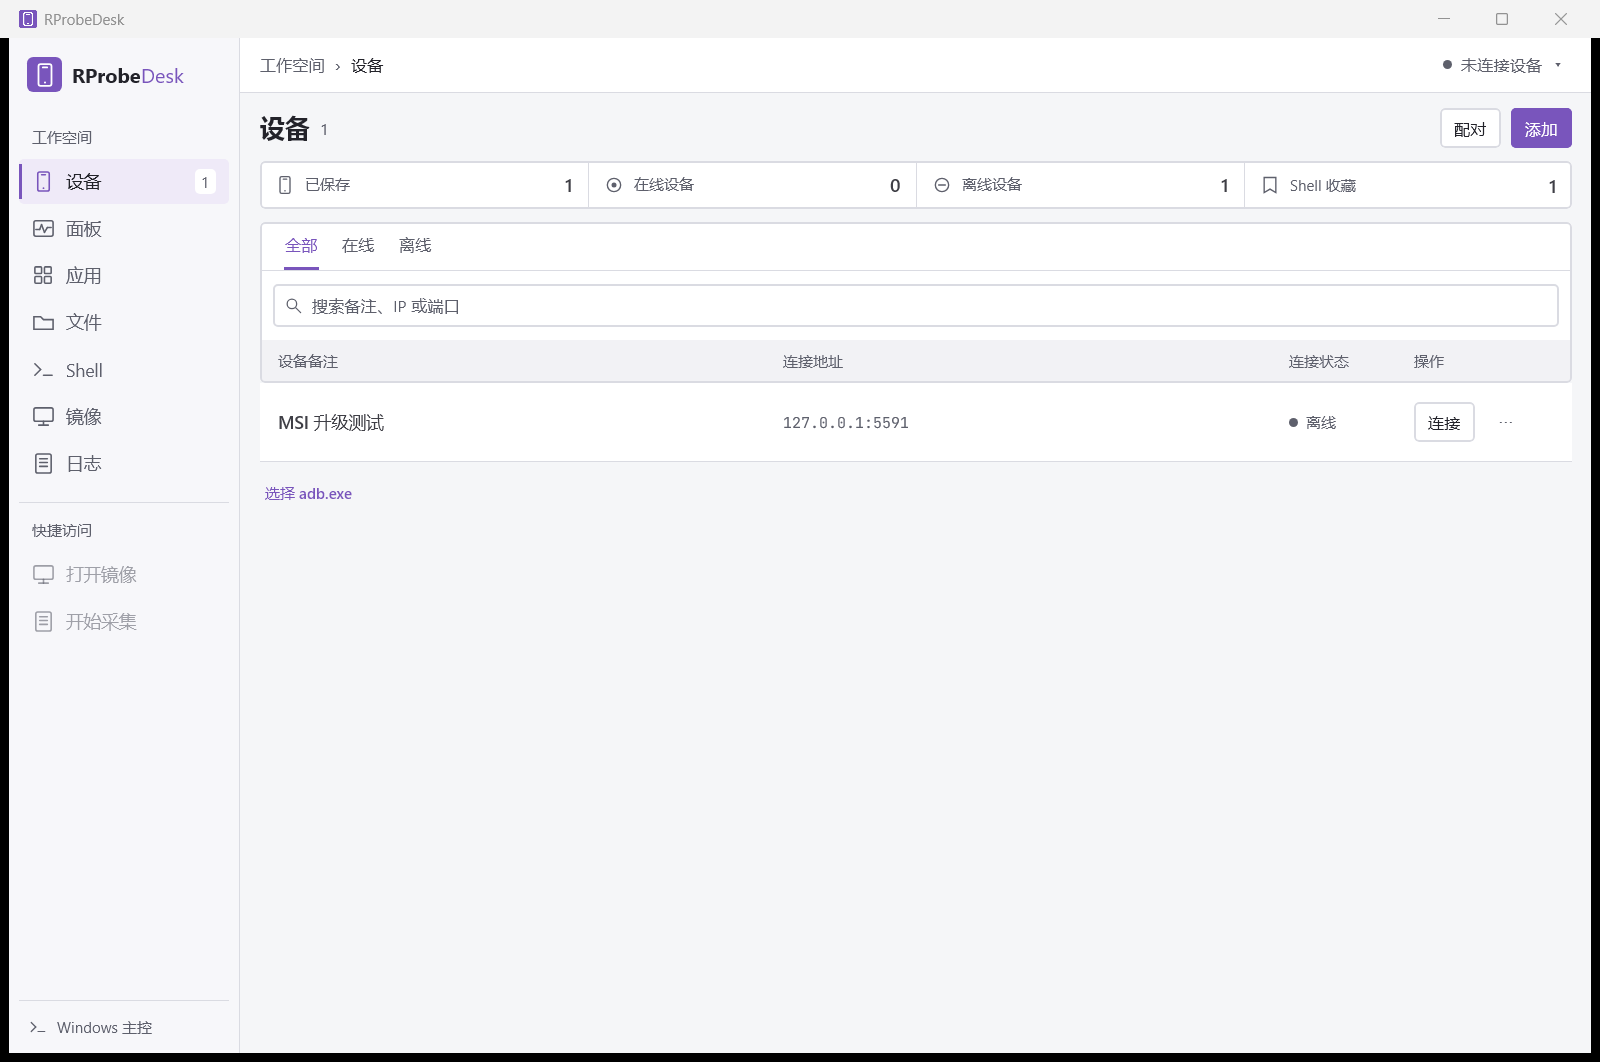 RProbeDesk
RProbeDesk
工作空间
设备 1
面板
应用
文件
Shell
镜像
日志
快捷访问
打开镜像
开始采集
Windows 主控
工作空间 › 设备
未连接设备
设备 1
配对
添加
已保存 1
在线设备 0
离线设备 1
Shell 收藏 1
全部 在线 离线
搜索备注、IP 或端口
设备备注 连接地址 连接状态 操作
MSI 升级测试 127.0.0.1:5591 离线 连接 ...
选择 adb.exe